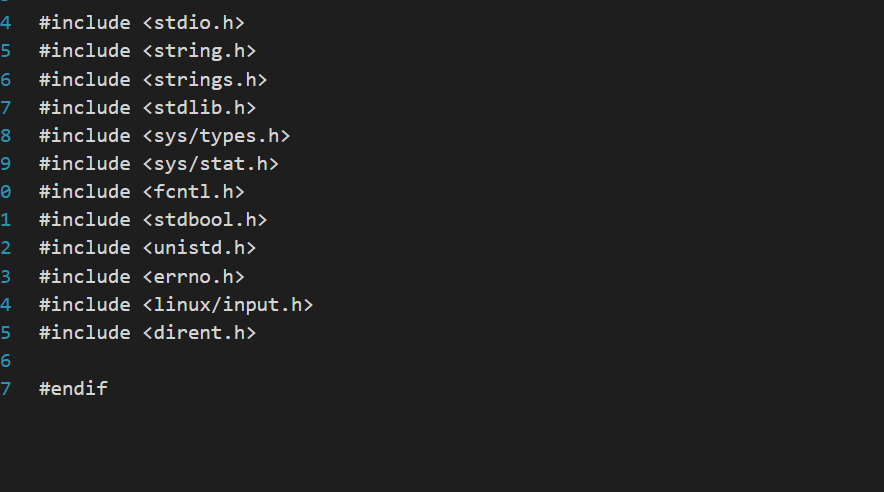 4 #include <stdio.h>
5 #include <string.h>
6 #include <strings.h>
7 #include <stdlib.h>
8 #include <sys/types.h>
9 #include <sys/stat.h>
0 #include <fcntl.h>
1 #include <stdbool.h>
2 #include <unistd.h>
3 #include <errno.h>
4 #include <linux/input.h>
5 #include <dirent.h>
6
7 #endif